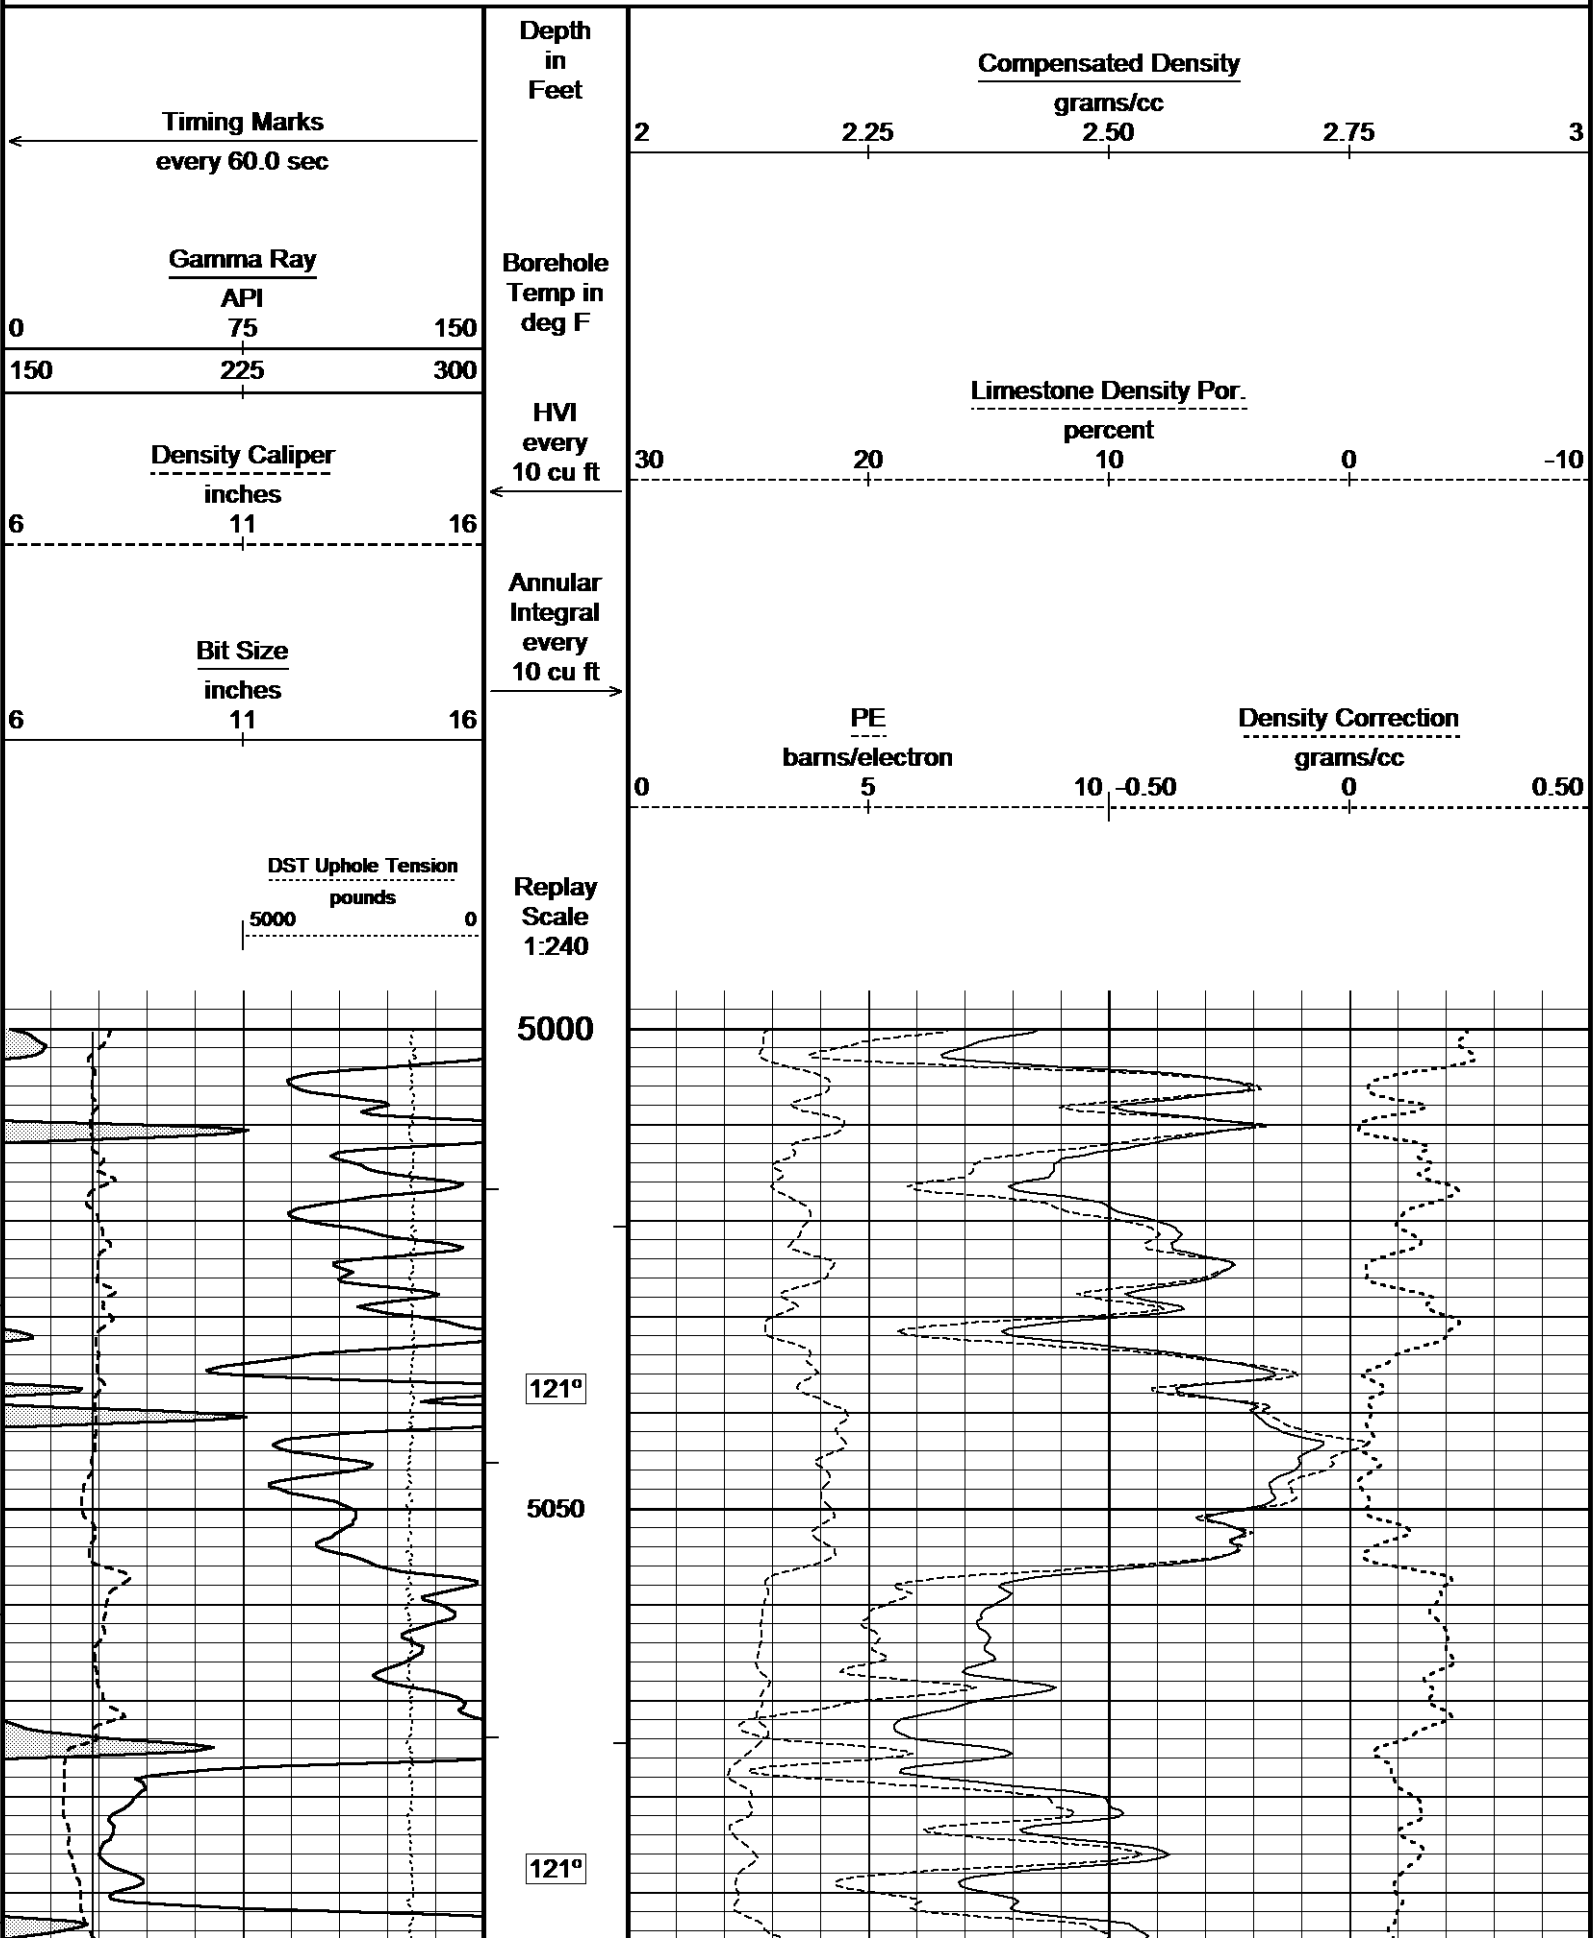 Timing Marks
every 60.0 sec
Gamma Ray
API
0 75 150
150 225 300
Density Caliper
inches
6 11 16
Bit Size
inches
6 11 16
DST Uphole Tension
pounds
5000 0
Depth
in
Feet
Borehole
Temp in
deg F
HVI
every
10 cu ft
Annular
Integral
every
10 cu ft
Replay
Scale
1:240
Compensated Density
grams/cc
2 2.25 2.50 2.75 3
Limestone Density Por.
percent
30 20 10 0 -10
PE
barns/electron
0 5 10
Density Correction
grams/cc
-0.50 0 0.50
5000
121°
5050
121°